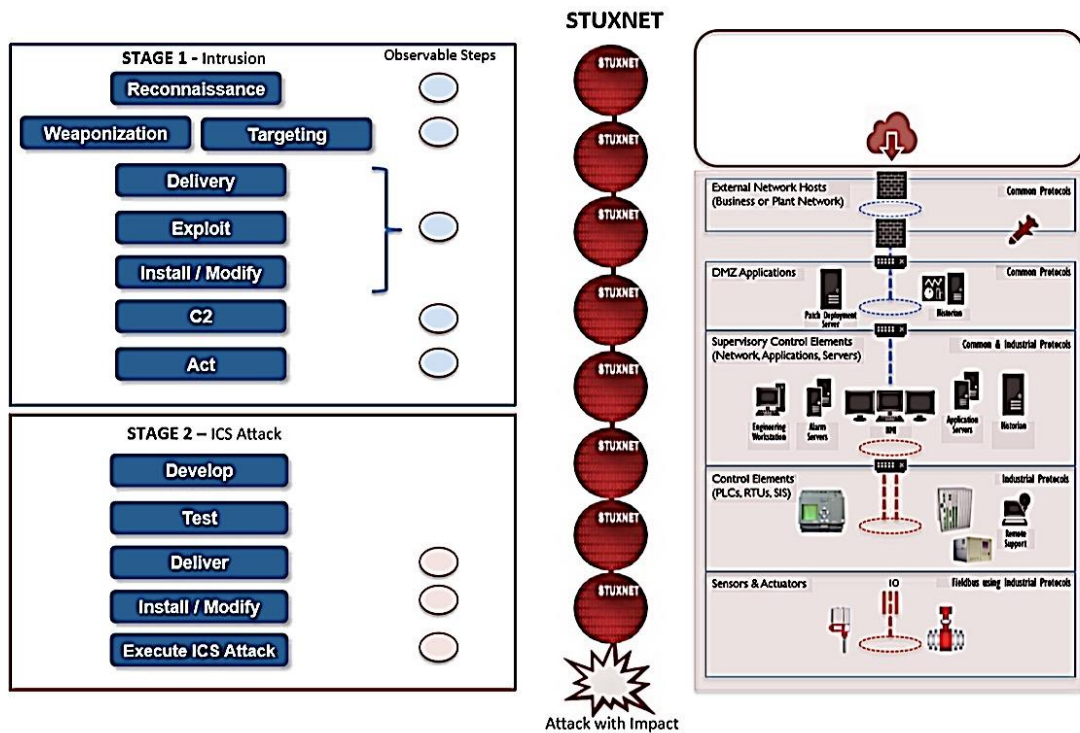 STAGE 1 - Intrusion
Observable Steps
Reconnaissance
Weaponization
Targeting
Delivery
Exploit
Install / Modify
C2
Act
STAGE 2 – ICS Attack
Develop
Test
Deliver
Install / Modify
Execute ICS Attack
STUXNET
STUXNET
STUXNET
STUXNET
STUXNET
STUXNET
STUXNET
STUXNET
STUXNET
Attack with Impact
External Network Hosts
(Business or Plant Network)
Common Protocols
DMZ Applications
Common Protocols
Patch Deployment
Server
Historian
Supervisory Control Elements
(Network, Applications, Servers)
Common & Industrial Protocols
Engineering
Workstation
Alarm
Servers
HMI
Application
Servers
Historian
Control Elements
(PLCs, RTUs, SIS)
Industrial Protocols
Remote
Support
Sensors & Actuators
IO
Fieldbus using Industrial Protocols